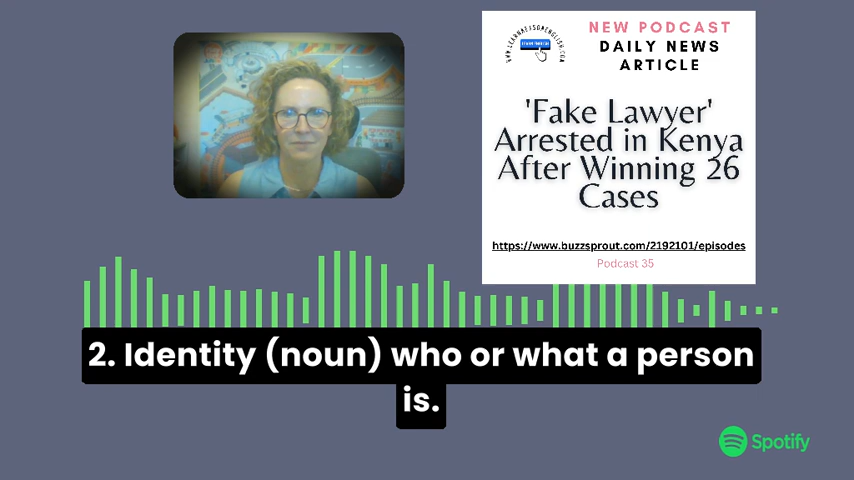 NEW PODCAST
DAILY NEWS
ARTICLE
'Fake Lawyer'
Arrested in Kenya
After Winning 26
Cases
https://www.buzzsprout.com/2192101/episodes
Podcast 35
2. Identity (noun) who or what a person
is.
Spotify